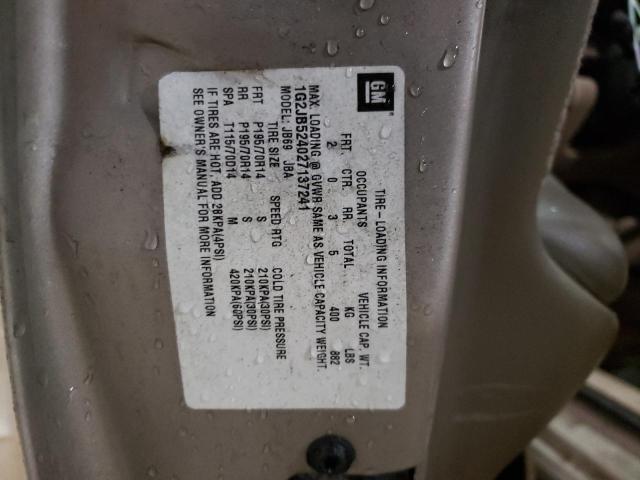 GM
TIRE-LOADING INFORMATION
OCCUPANTS VEHICLE CAP. WT.
FRT. CTR. RR. TOTAL KG LBS
2 0 3 5 400 882
MAX. LOADING @ GVWR SAME AS VEHICLE CAPACITY WEIGHT.
1G2JB524027137241
MODEL: JB69 JBA
TIRE SIZE SPEED RTG COLD TIRE PRESSURE
FRT P195/70R14 S 210KPA(30PSI)
RR P195/70R14 S 210KPA(30PSI)
SPA T115/70D14 M 420KPA(60PSI)
IF TIRES ARE HOT, ADD 28KPA(4PSI)
SEE OWNER'S MANUAL FOR MORE INFORMATION